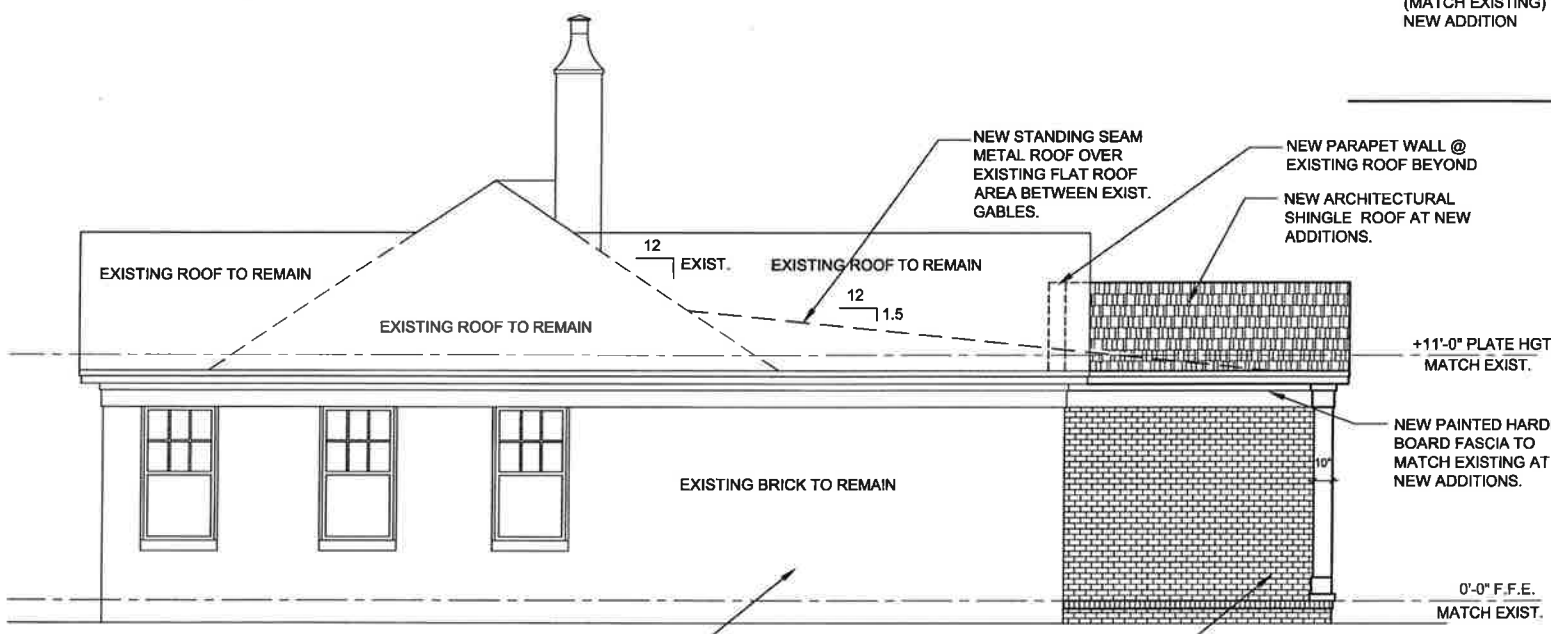 (MATCH EXISTING)
NEW ADDITION
NEW STANDING SEAM
METAL ROOF OVER
EXISTING FLAT ROOF
AREA BETWEEN EXIST.
GABLES.
NEW PARAPET WALL @
EXISTING ROOF BEYOND
NEW ARCHITECTURAL
SHINGLE ROOF AT NEW
ADDITIONS.
12
EXIST.
EXISTING ROOF TO REMAIN
EXISTING ROOF TO REMAIN
12
1.5
EXISTING ROOF TO REMAIN
+11'-0" PLATE HGT
MATCH EXIST.
NEW PAINTED HARD
BOARD FASCIA TO
MATCH EXISTING AT
NEW ADDITIONS.
10"
EXISTING BRICK TO REMAIN
0'-0" F.F.E.
MATCH EXIST.